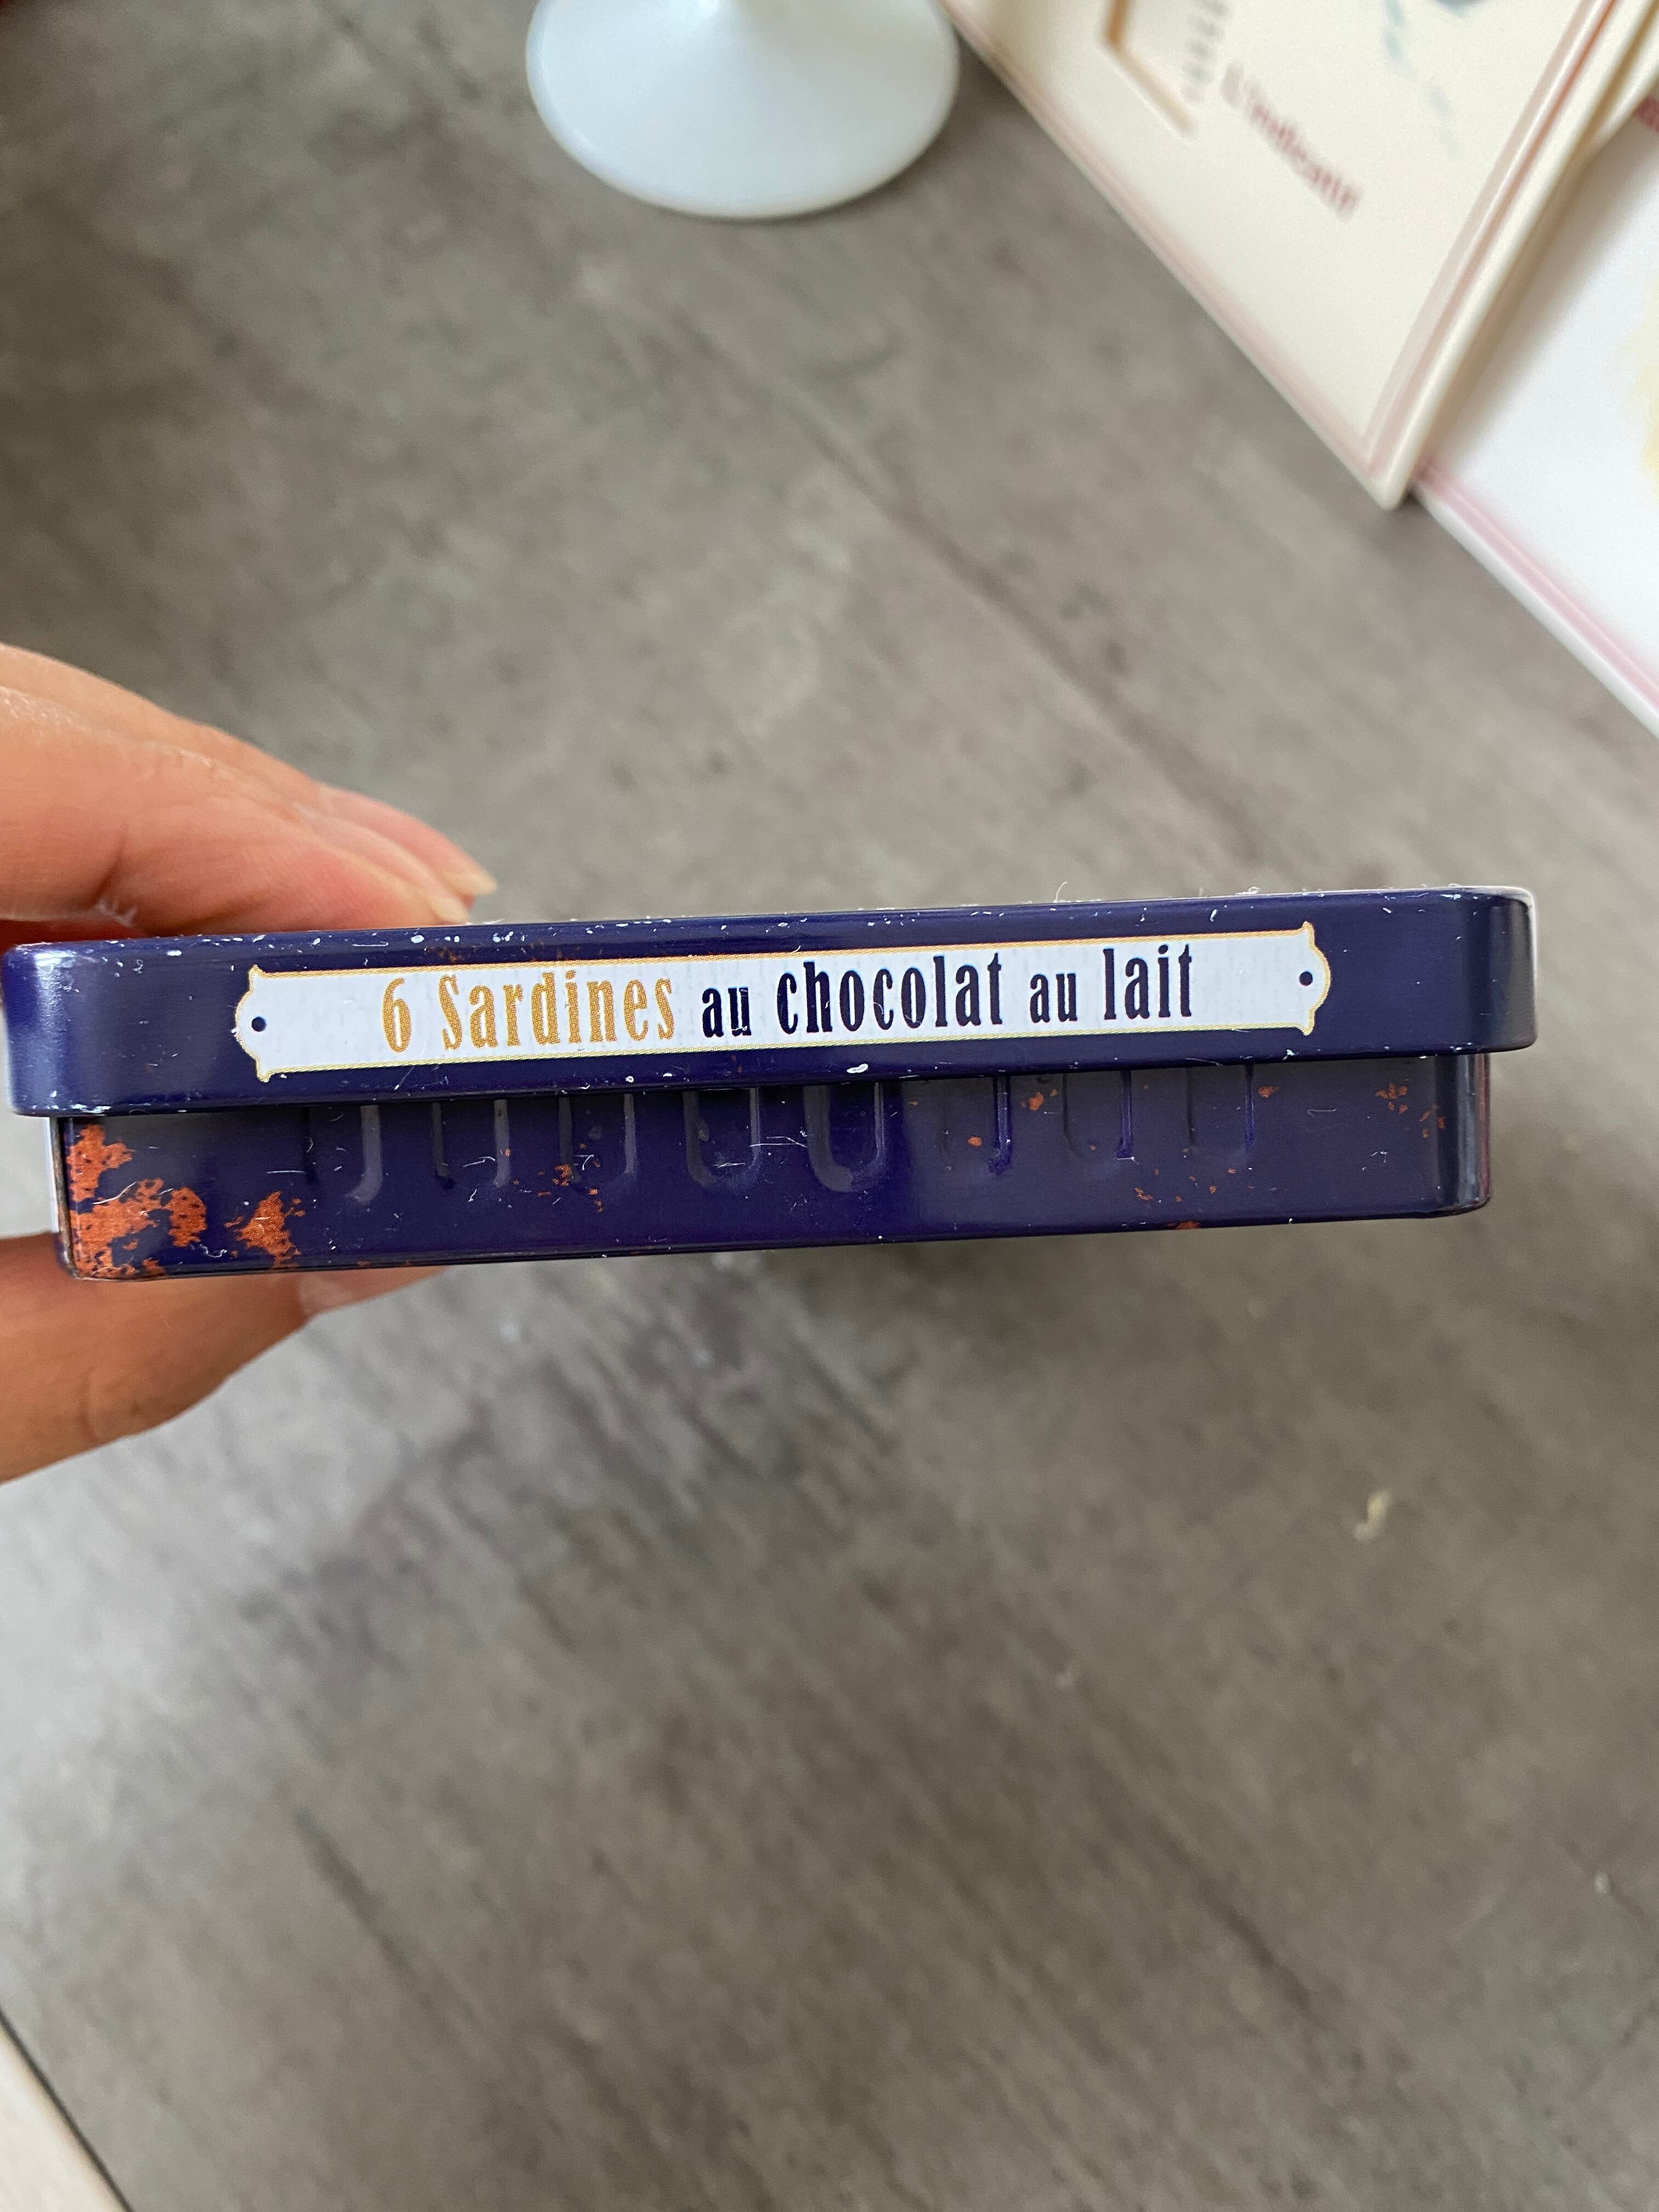 6 Sardines au chocolat au lait